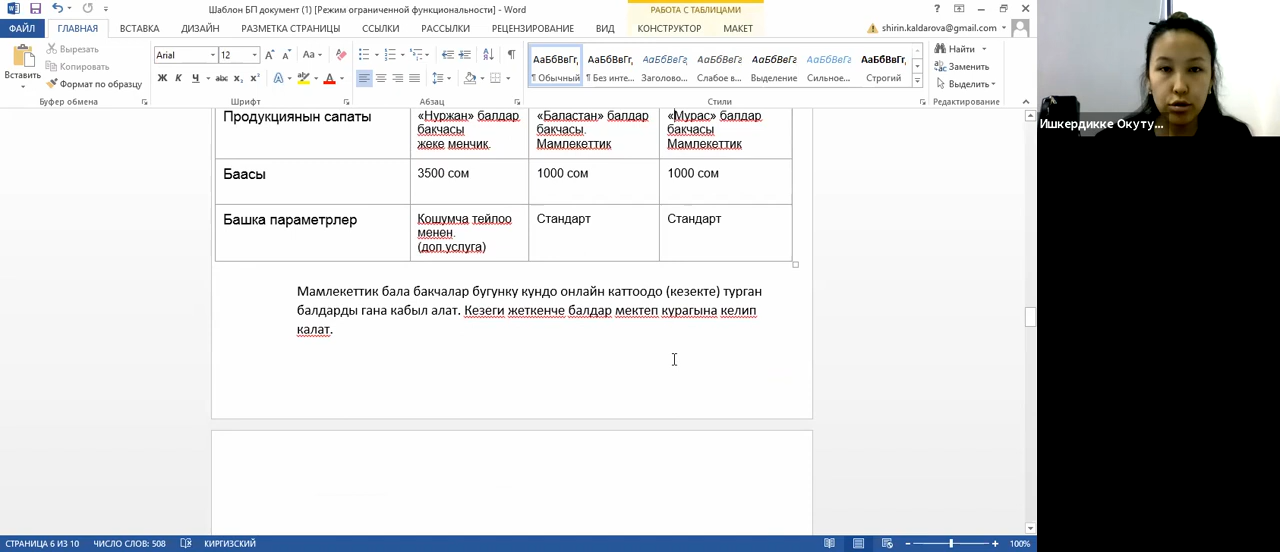 Шаблон БП документ (1) [Режим ограниченной функциональности] - Word
РАБОТА С ТАБЛИЦАМИ
ФАЙЛ ГЛАВНАЯ ВСТАВКА ДИЗАЙН РАЗМЕТКА СТРАНИЦЫ ССЫЛКИ РАССЫЛКИ РЕЦЕНЗИРОВАНИЕ ВИД КОНСТРУКТОР МАКЕТ shirin.kaldarova@gmail.com
Вставить
Вырезать
Копировать
Формат по образцу
Буфер обмена
Arial 12
Ж К Ч abc x₂ x²
Шрифт
Абзац
АаБбВвГг, АаБбВвГг, АаБбВвГг АаБбВвГг АаБбВвГг АаБбВвГг АаБбВвГг,
¶ Обычный ¶ Без инте... Заголово... Слабое в... Выделение Сильное... Строгий
Стили
Найти
Заменить
Выделить
Редактирование
Ишкердикке Окуту...
Продукциянын сапаты
«Нуржан» балдар
бакчасы
жеке менчик.
«Баластан» балдар
бакчасы.
Мамлекеттик
«Мурас» балдар
бакчасы
Мамлекеттик
Баасы 3500 сом 1000 сом 1000 сом
Башка параметрлер
Кошумча тейлоо
менен.
(доп.услуга)
Стандарт
Стандарт
Мамлекеттик бала бакчалар бугунку кундо онлайн каттоодо (кезекте) турган
балдарды гана кабыл алат. Кезеги жеткенче балдар мектеп курагына келип
калат.
СТРАНИЦА 6 ИЗ 10 ЧИСЛО СЛОВ: 508 КИРГИЗСКИЙ 100%